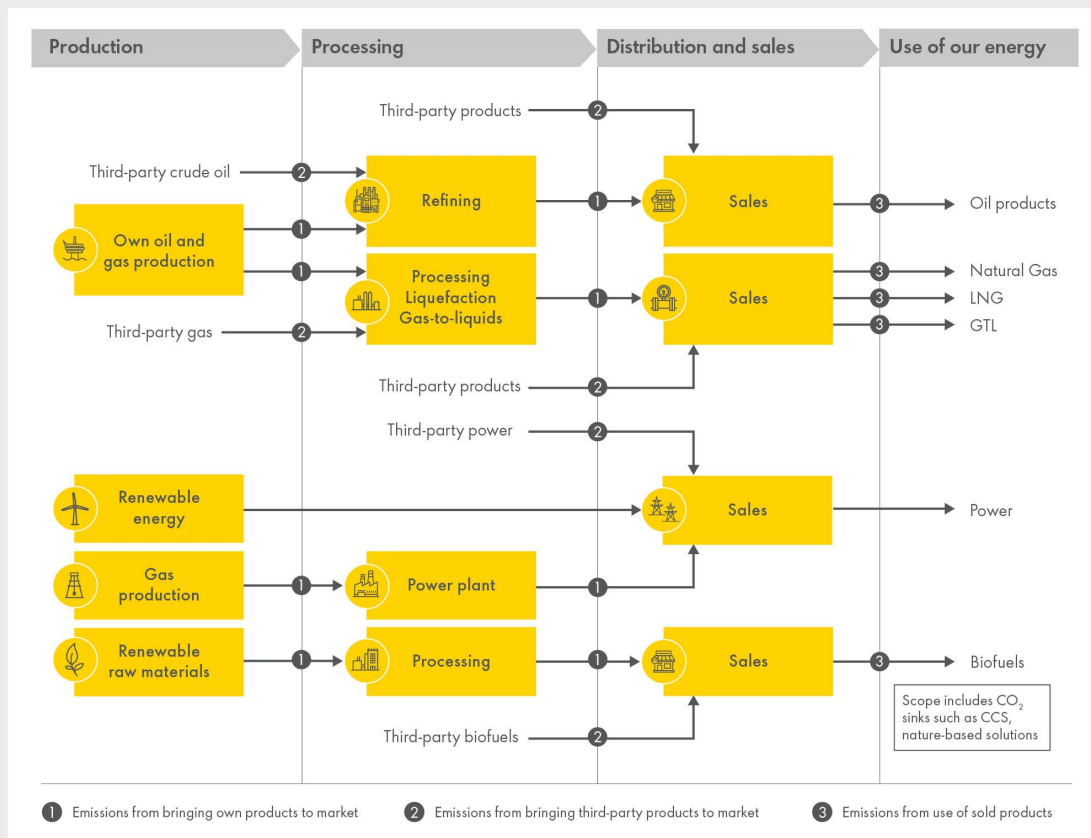 Production
Processing
Distribution and sales
Use of our energy
Third-party products
2
Third-party crude oil
2
Refining
1
Sales
3
Oil products
Own oil and
gas production
1
1
Processing
Liquefaction
Gas-to-liquids
1
Sales
3
Natural Gas
3
LNG
3
GTL
Third-party gas
2
Third-party products
2
Third-party power
2
Renewable
energy
Sales
Power
Gas
production
1
Power plant
1
Renewable
raw materials
1
Processing
1
Sales
3
Biofuels
Third-party biofuels
2
Scope includes CO₂
sinks such as CCS,
nature-based solutions
1 Emissions from bringing own products to market
2 Emissions from bringing third-party products to market
3 Emissions from use of sold products